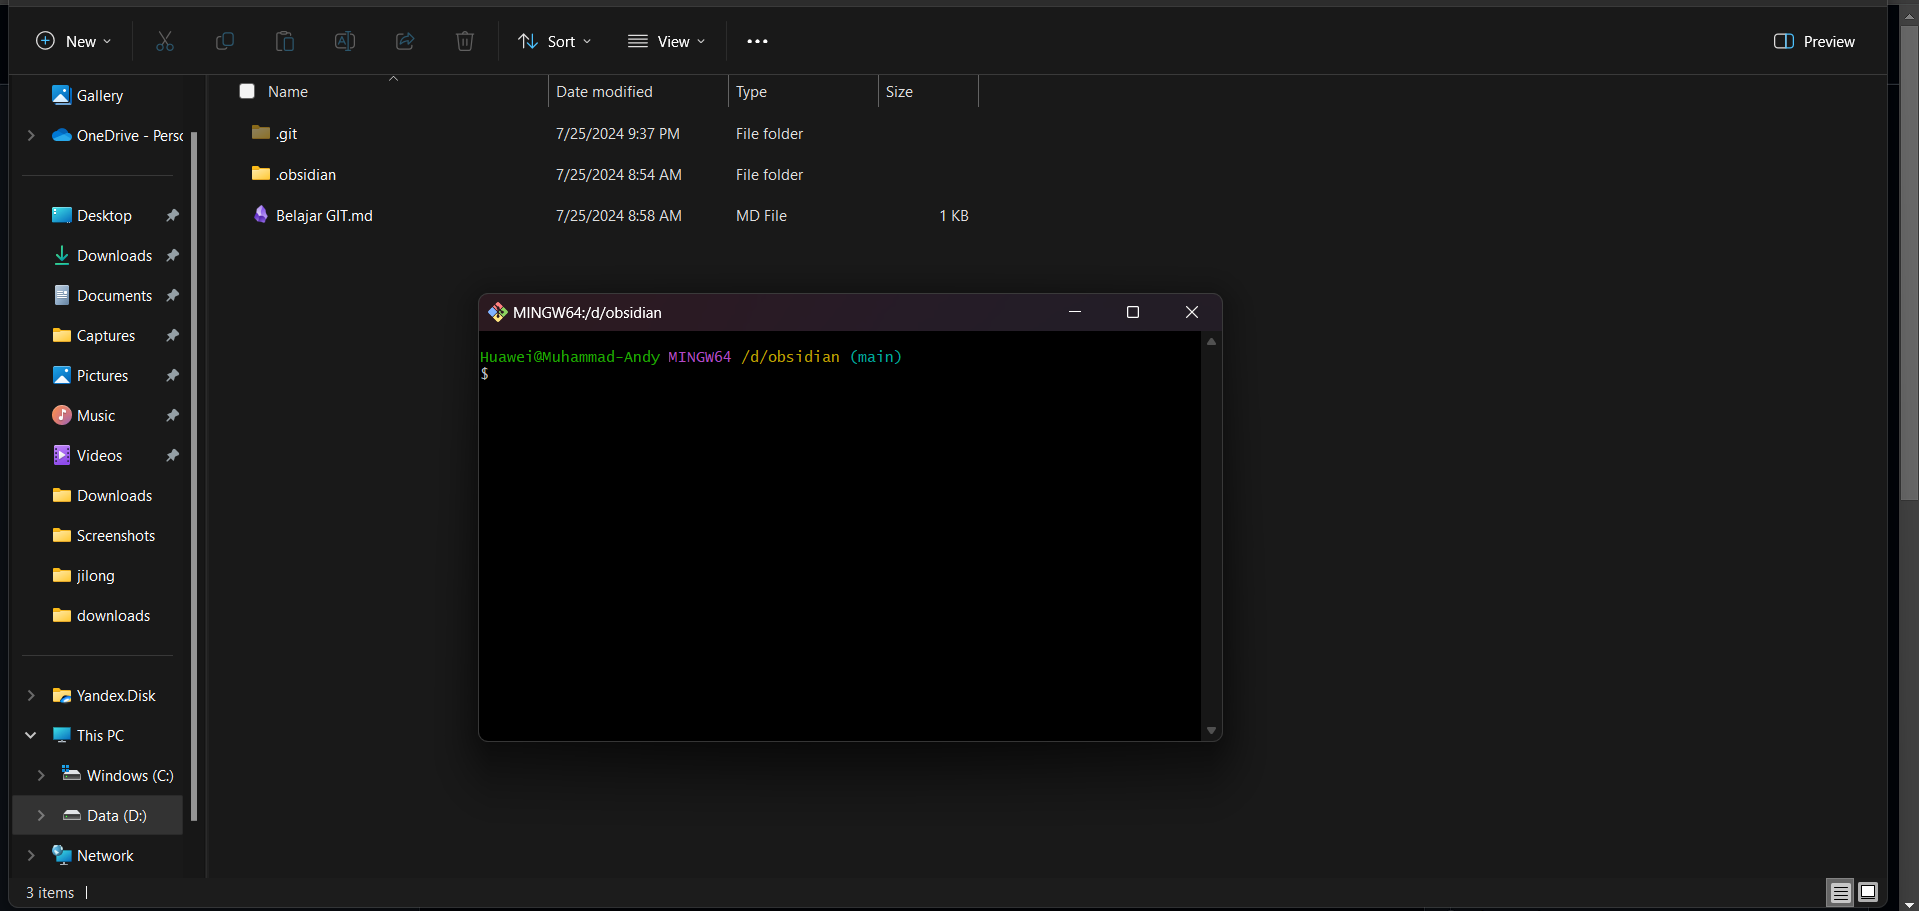 New Sort View ••• Preview
Gallery
OneDrive - Persc
Desktop
Downloads
Documents
Captures
Pictures
Music
Videos
Downloads
Screenshots
jilong
downloads
Yandex.Disk
This PC
Windows (C:)
Data (D:)
Network
Name Date modified Type Size
.git 7/25/2024 9:37 PM File folder
.obsidian 7/25/2024 8:54 AM File folder
Belajar GIT.md 7/25/2024 8:58 AM MD File 1 KB
MINGW64:/d/obsidian
Huawei@Muhammad-Andy MINGW64 /d/obsidian (main)
$
3 items